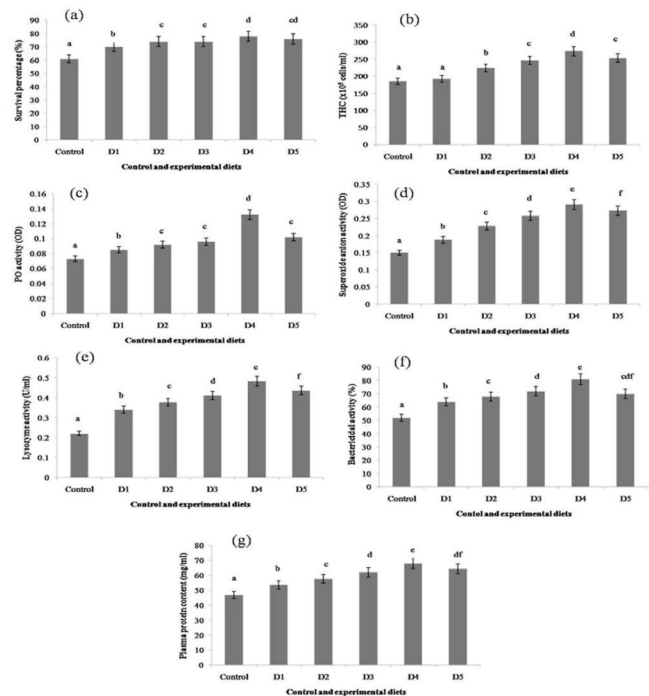 (a)
Survival percentage (%)
90
80
70
60
50
40
30
20
10
0
a b c c d cd
Control D1 D2 D3 D4 D5
Control and experimental diets
(b)
THC (x10⁵ cells/ml)
350
300
250
200
150
100
50
0
a a b c d c
Control D1 D2 D3 D4 D5
Control and experimental diets
(c)
PO activity (OD)
0.16
0.14
0.12
0.1
0.08
0.06
0.04
0.02
0
a b c c d c
Control D1 D2 D3 D4 D5
Control and experimental diets
(d)
Superoxide anion activity (OD)
0.35
0.3
0.25
0.2
0.15
0.1
0.05
0
a b c d e f
Control D1 D2 D3 D4 D5
Control and experimental diets
(e)
Lysozyme activity (U/ml)
0.6
0.5
0.4
0.3
0.2
0.1
0
a b c d e f
Control D1 D2 D3 D4 D5
Control and experimental diets
(f)
Bactericidal activity (%)
90
80
70
60
50
40
30
20
10
0
a b c d e cdf
Control D1 D2 D3 D4 D5
Contol and experimental diets
(g)
Plasma protein content (mg/ml)
80
70
60
50
40
30
20
10
0
a b c d e df
Control D1 D2 D3 D4 D5
Control and experimental diets